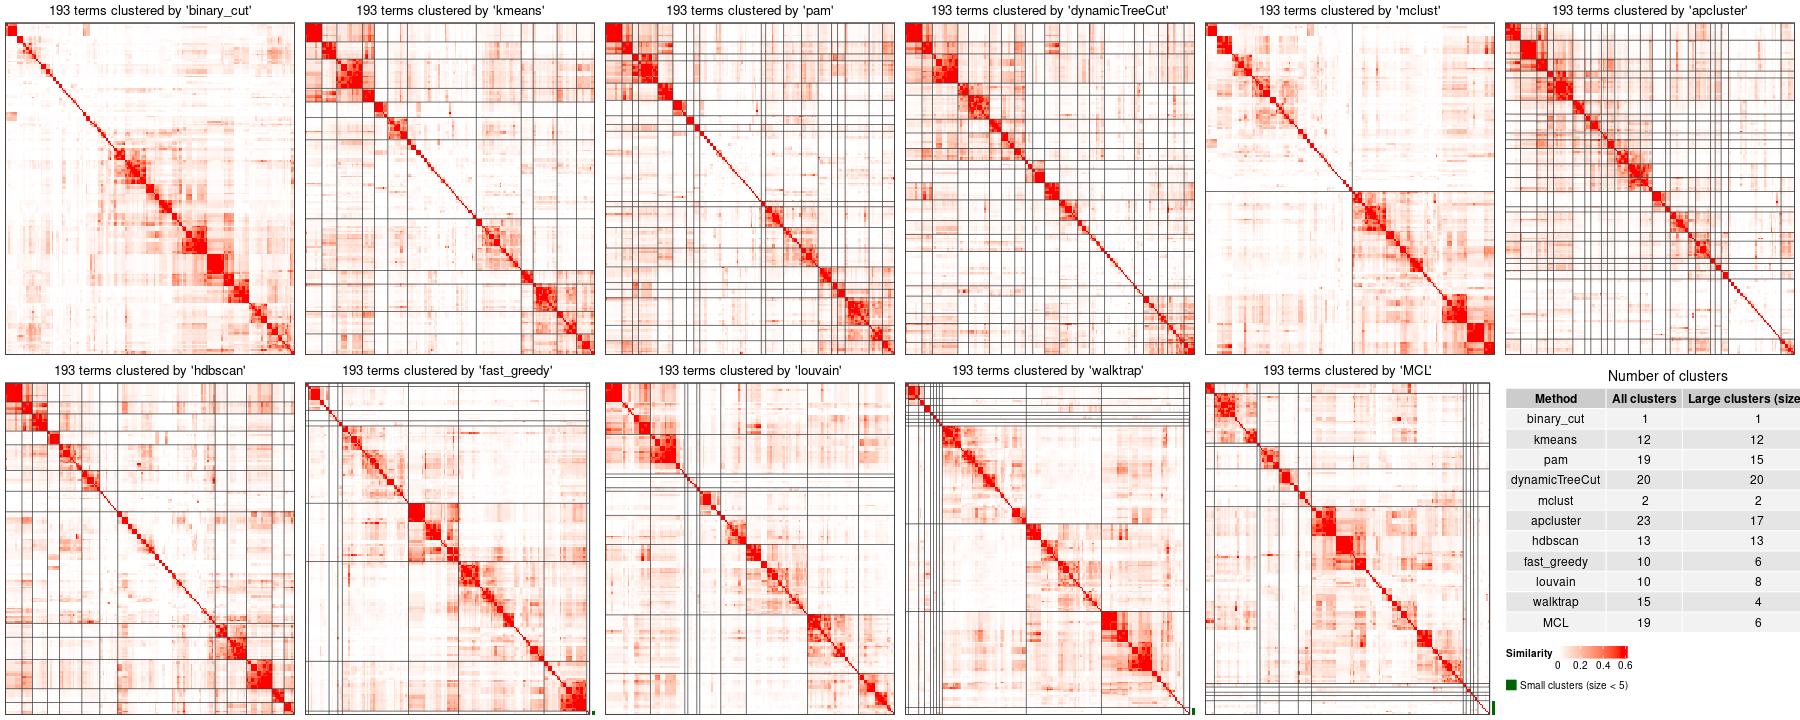 193 terms clustered by 'binary_cut'
193 terms clustered by 'kmeans'
193 terms clustered by 'pam'
193 terms clustered by 'dynamicTreeCut'
193 terms clustered by 'mclust'
193 terms clustered by 'apcluster'
193 terms clustered by 'hdbscan'
193 terms clustered by 'fast_greedy'
193 terms clustered by 'louvain'
193 terms clustered by 'walktrap'
193 terms clustered by 'MCL'
Number of clusters
Method All clusters Large clusters (size
binary_cut 1 1
kmeans 12 12
pam 19 15
dynamicTreeCut 20 20
mclust 2 2
apcluster 23 17
hdbscan 13 13
fast_greedy 10 6
louvain 10 8
walktrap 15 4
MCL 19 6
Similarity
0 0.2 0.4 0.6
Small clusters (size < 5)